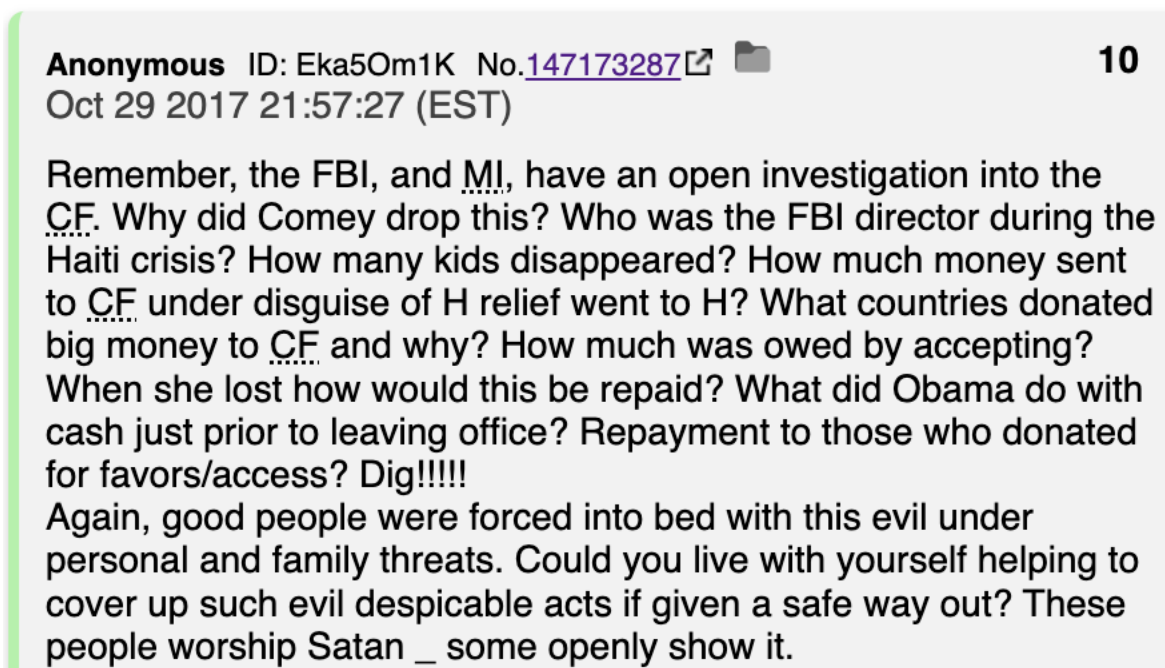 Anonymous ID: Eka5Om1K No.147173287 10
Oct 29 2017 21:57:27 (EST)
Remember, the FBI, and MI, have an open investigation into the
CF. Why did Comey drop this? Who was the FBI director during the
Haiti crisis? How many kids disappeared? How much money sent
to CF under disguise of H relief went to H? What countries donated
big money to CF and why? How much was owed by accepting?
When she lost how would this be repaid? What did Obama do with
cash just prior to leaving office? Repayment to those who donated
for favors/access? Dig!!!!!
Again, good people were forced into bed with this evil under
personal and family threats. Could you live with yourself helping to
cover up such evil despicable acts if given a safe way out? These
people worship Satan _ some openly show it.